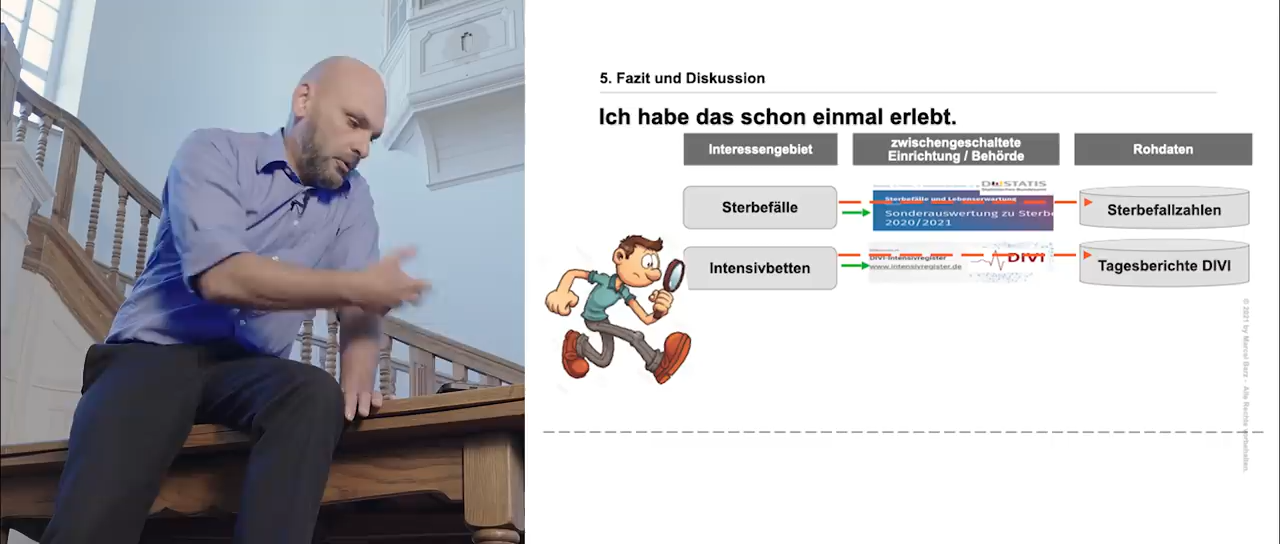 5. Fazit und Diskussion
Ich habe das schon einmal erlebt.
Interessengebiet
zwischengeschaltete
Einrichtung / Behörde
Rohdaten
Sterbefälle
DESTATIS
Statistisches Bundesamt
Sterbefälle und Lebenserwartung
Sonderauswertung zu Sterbe
2020/2021
Sterbefallzahlen
Intensivbetten
DIVI-Intensivregister
www.intensivregister.de
DIVI
Tagesberichte DIVI
© 2021 by Marcel Barz - Alle Rechte vorbehalten.